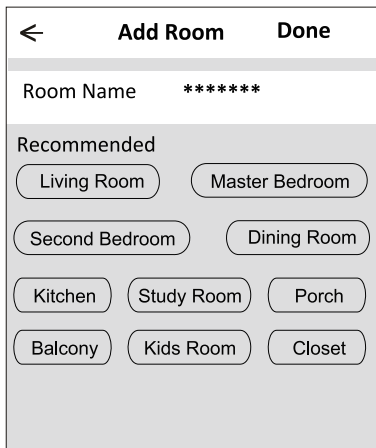 Add Room Done
Room Name *******
Recommended
Living Room Master Bedroom
Second Bedroom Dining Room
Kitchen Study Room Porch
Balcony Kids Room Closet